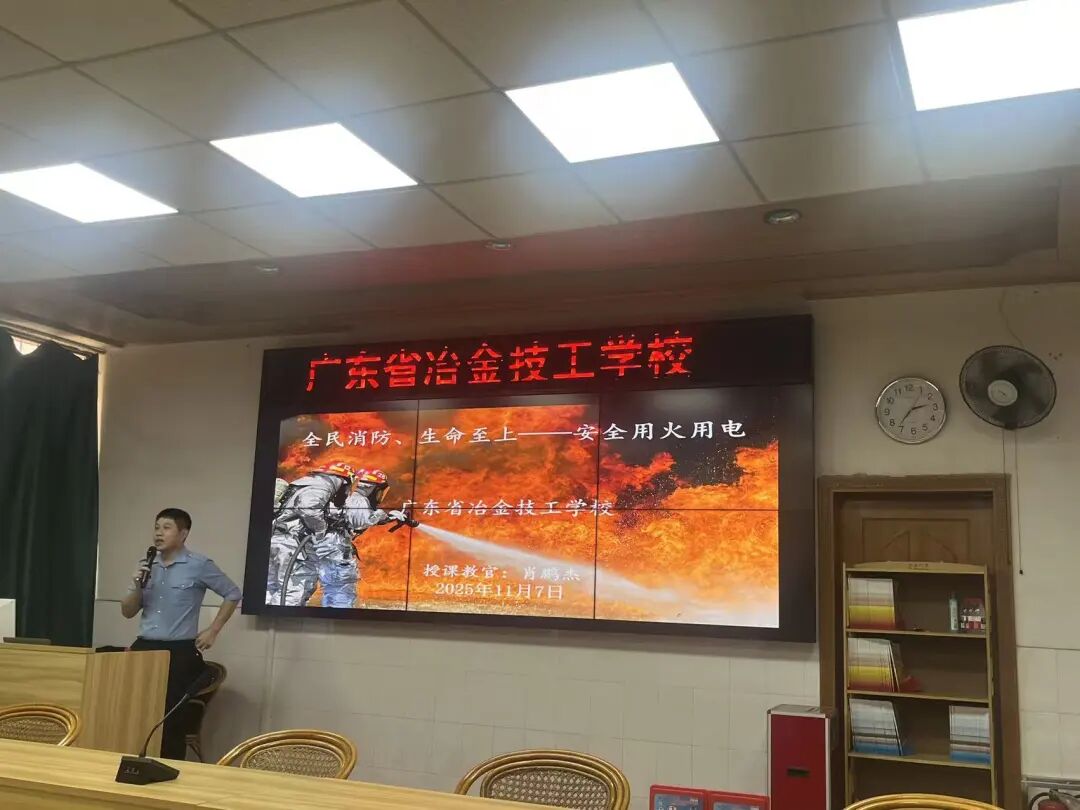 广东省冶金技工学校
全民消防、生命至上——安全用火用电
广东省冶金技工学校
授课教官：肖鹏杰
2025年11月7日